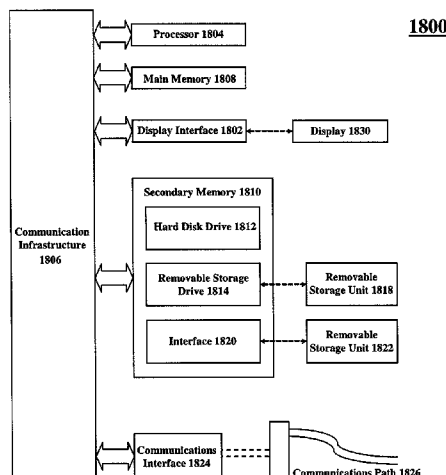 1800
Processor 1804
Main Memory 1808
Display Interface 1802
Display 1830
Secondary Memory 1810
Hard Disk Drive 1812
Communication
Infrastructure
1806
Removable Storage
Drive 1814
Removable
Storage Unit 1818
Interface 1820
Removable
Storage Unit 1822
Communications
Interface 1824
Communications Path 1826